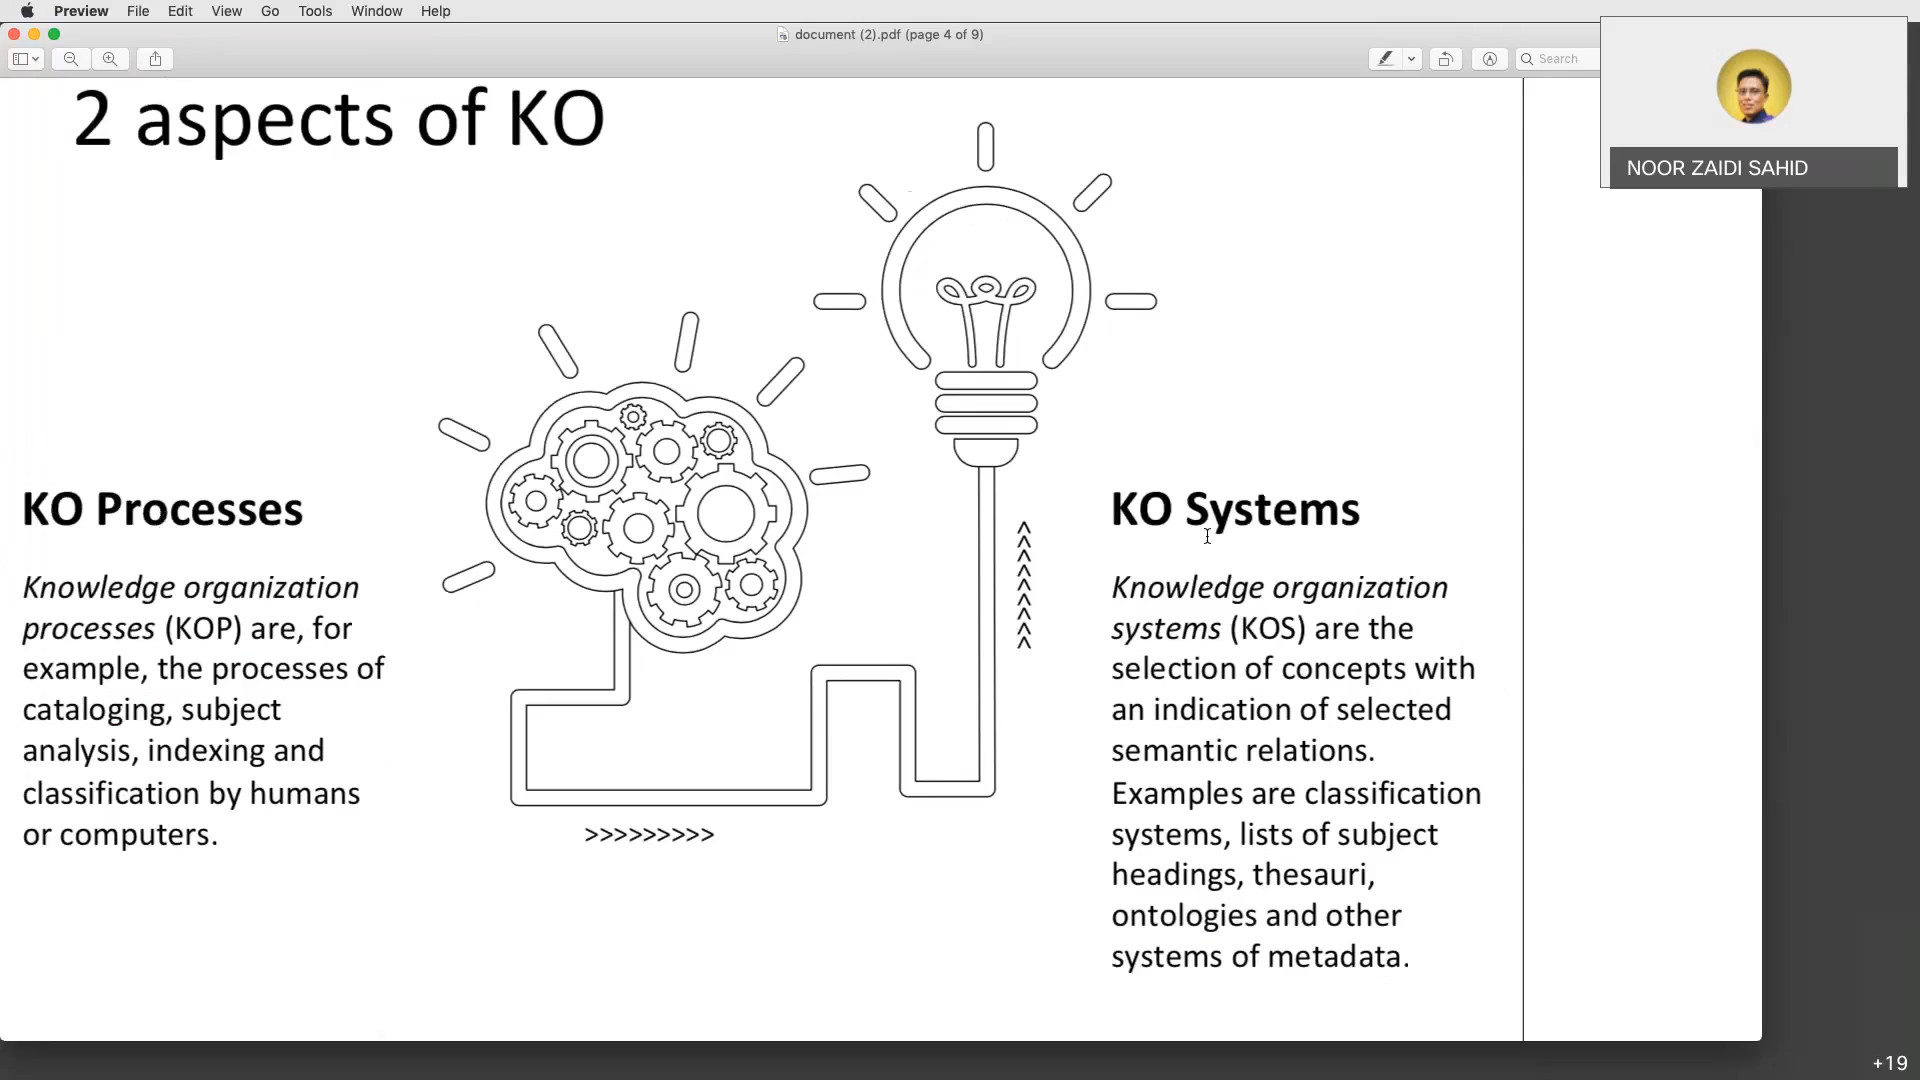 Preview File Edit View Go Tools Window Help
document (2).pdf (page 4 of 9)
Search
NOOR ZAIDI SAHID
2 aspects of KO
KO Processes
Knowledge organization
processes (KOP) are, for
example, the processes of
cataloging, subject
analysis, indexing and
classification by humans
or computers.
>>>>>>>>>
^^^^^^^^^
KO Systems
Knowledge organization
systems (KOS) are the
selection of concepts with
an indication of selected
semantic relations.
Examples are classification
systems, lists of subject
headings, thesauri,
ontologies and other
systems of metadata.
+19